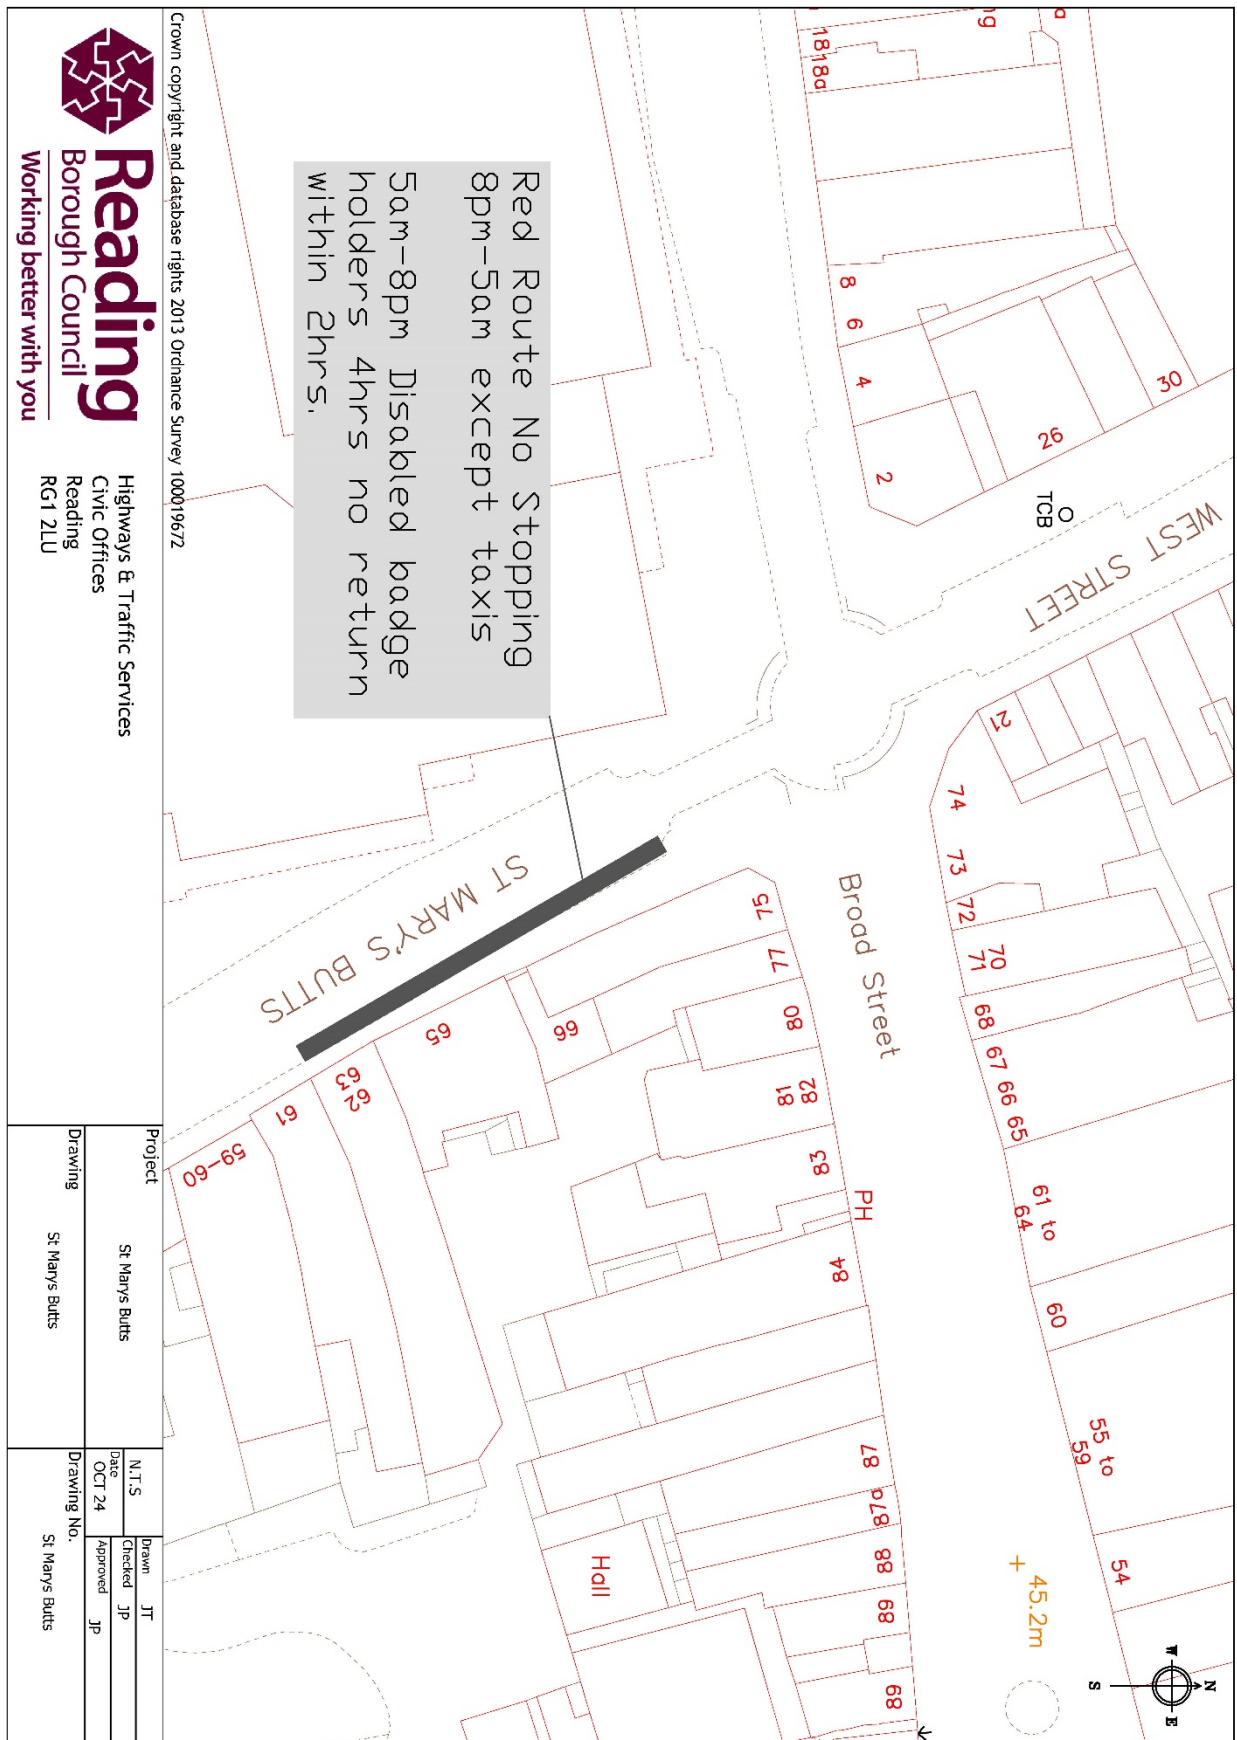 Red Route No Stopping
8pm-5am except taxis
5am-8pm Disabled badge
holders 4hrs no return
within 2hrs.
WEST STREET
TCB
Broad Street
ST MARY'S BUTTS
18
18a
8
6
4
2
26
30
21
74
73
72
70
71
68
67
66
65
61 to
64
60
55 to
59
54
75
77
80
82
81
83
PH
84
87
87a
88
89
89
Hall
66
65
62
63
61
59-60
+ 45.2m
N
W
E
S
Crown copyright and database rights 2013 Ordnance Survey 100019672
Reading
Borough Council
Working better with you
Highways & Traffic Services
Civic Offices
Reading
RG1 2LU
Project
St Marys Butts
Drawing
St Marys Butts
N.T.S
Date
OCT 24
Drawn JT
Checked JP
Approved JP
Drawing No.
St Marys Butts